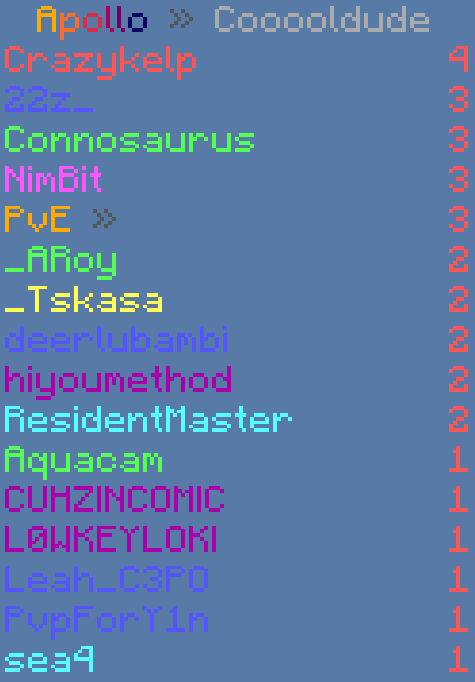 Apollo » Cooooldude
Crazykelp 4
22z_ 3
Connosaurus 3
NimBit 3
PvE » 3
_ARoy 2
_Tskasa 2
deerlubambi 2
hiyoumethod 2
ResidentMaster 2
Aquacam 1
CUHZINCOMIC 1
L0WKEYLOKI 1
Leah_C3PO 1
PvpForY1n 1
sea4 1